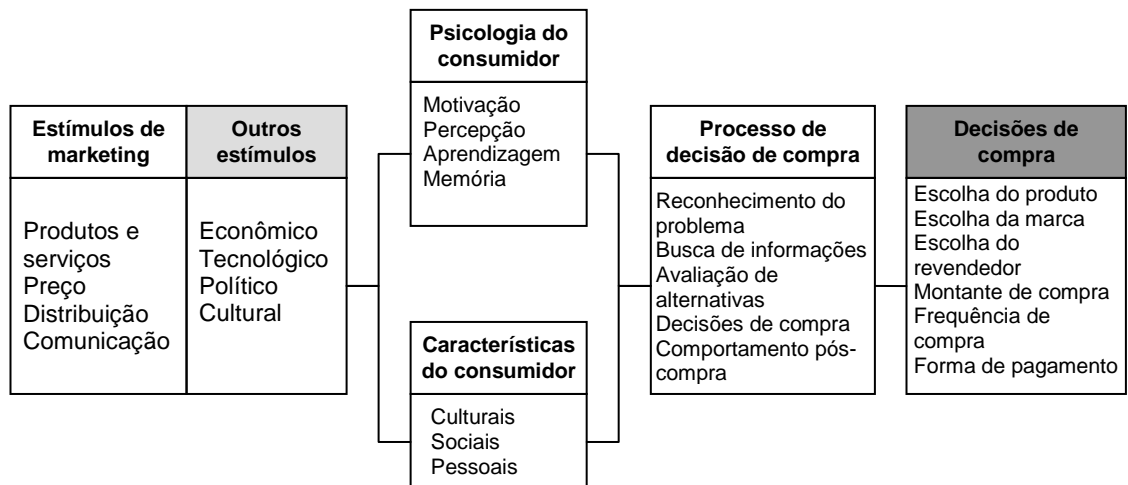 Estímulos de
marketing
Produtos e
serviços
Preço
Distribuição
Comunicação
Outros
estímulos
Econômico
Tecnológico
Político
Cultural
Psicologia do
consumidor
Motivação
Percepção
Aprendizagem
Memória
Características
do consumidor
Culturais
Sociais
Pessoais
Processo de
decisão de compra
Reconhecimento do
problema
Busca de informações
Avaliação de
alternativas
Decisões de compra
Comportamento pós-
compra
Decisões de
compra
Escolha do produto
Escolha da marca
Escolha do
revendedor
Montante de compra
Frequência de
compra
Forma de pagamento